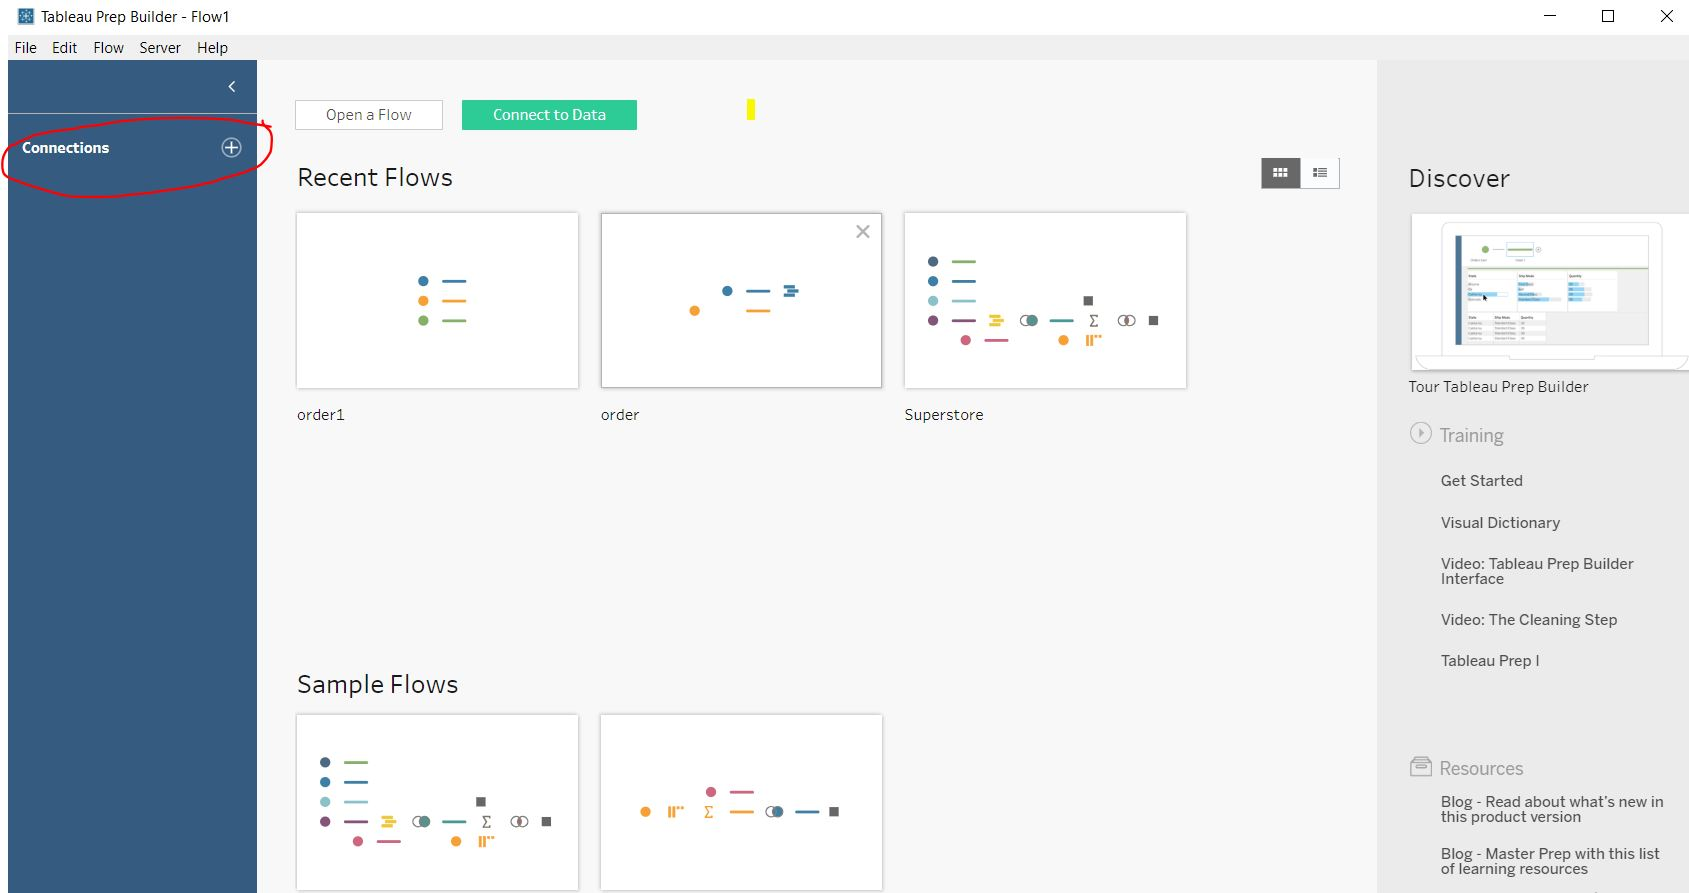 Tableau Prep Builder - Flow1
File Edit Flow Server Help
Connections
Open a Flow
Connect to Data
Recent Flows
order1
order
Superstore
Sample Flows
Discover
Tour Tableau Prep Builder
Training
Get Started
Visual Dictionary
Video: Tableau Prep Builder
Interface
Video: The Cleaning Step
Tableau Prep I
Resources
Blog - Read about what's new in
this product version
Blog - Master Prep with this list
of learning resources